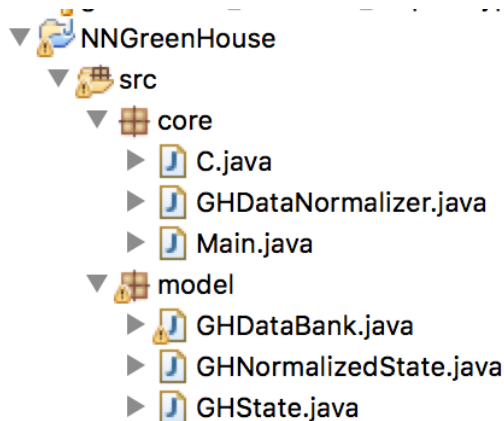 NNGreenHouse
src
core
C.java
GHDataNormalizer.java
Main.java
model
GHDataBank.java
GHNormalizedState.java
GHState.java